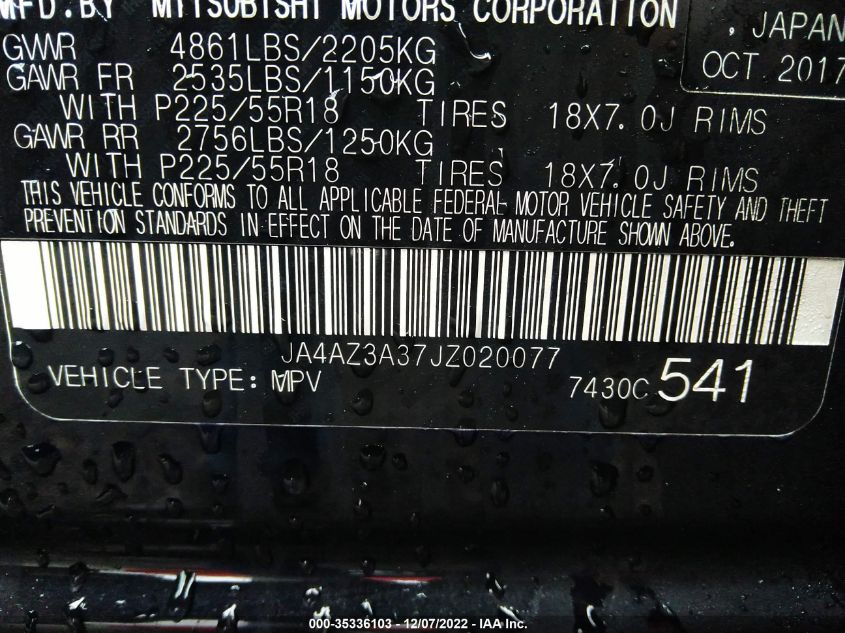 MFD.BY MITSUBISHI MOTORS CORPORATION
, JAPAN
OCT. 2017
GVWR 4861LBS/2205KG
GAWR FR 2535LBS/1150KG
WITH P225/55R18 TIRES 18X7.0J RIMS
GAWR RR 2756LBS/1250KG
WITH P225/55R18 TIRES 18X7.0J RIMS
THIS VEHICLE CONFORMS TO ALL APPLICABLE FEDERAL MOTOR VEHICLE SAFETY AND THEFT
PREVENTION STANDARDS IN EFFECT ON THE DATE OF MANUFACTURE SHOWN ABOVE.
JA4AZ3A37JZ020077
VEHICLE TYPE: MPV 7430C 541
000-35336103 - 12/07/2022 - IAA Inc.